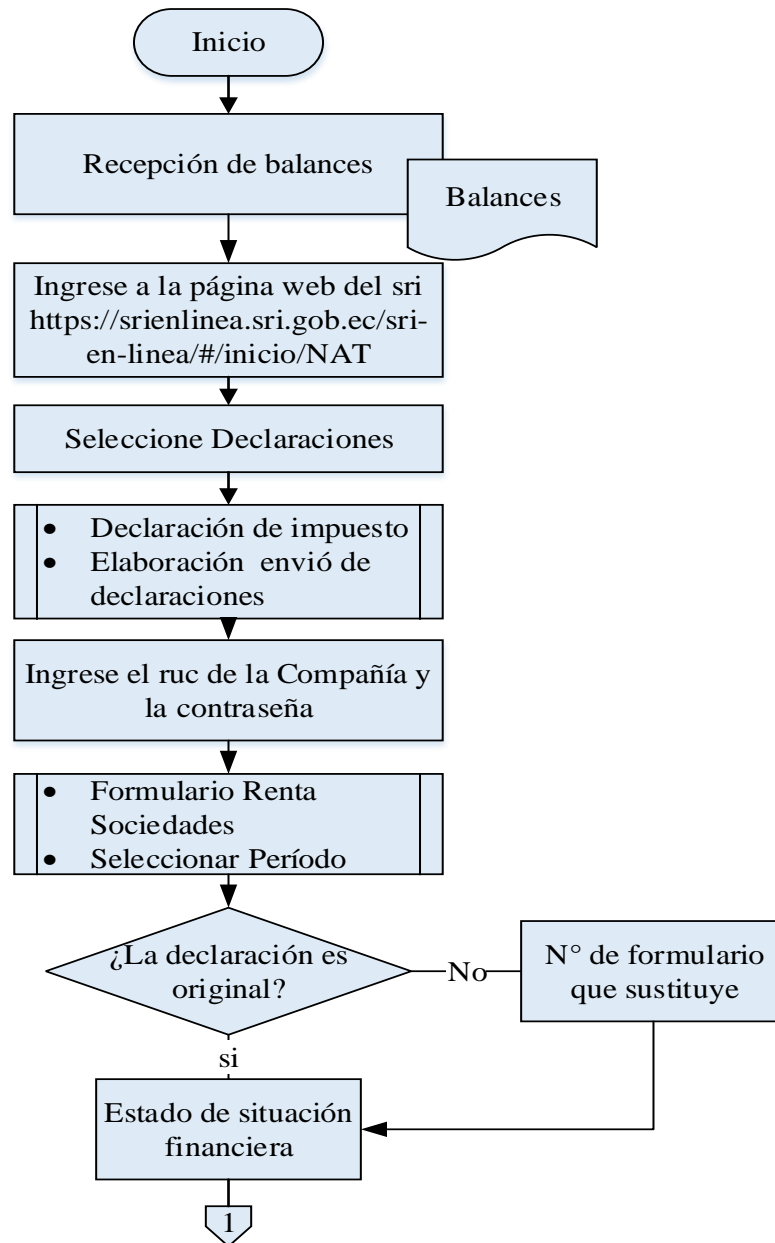 Inicio
Recepción de balances
Balances
Ingrese a la página web del sri
https://srienlinea.sri.gob.ec/sri-
en-linea/#/inicio/NAT
Seleccione Declaraciones
• Declaración de impuesto
• Elaboración envió de
declaraciones
Ingrese el ruc de la Compañía y
la contraseña
• Formulario Renta
Sociedades
• Seleccionar Período
¿La declaración es
original?
No
N° de formulario
que sustituye
si
Estado de situación
financiera
1